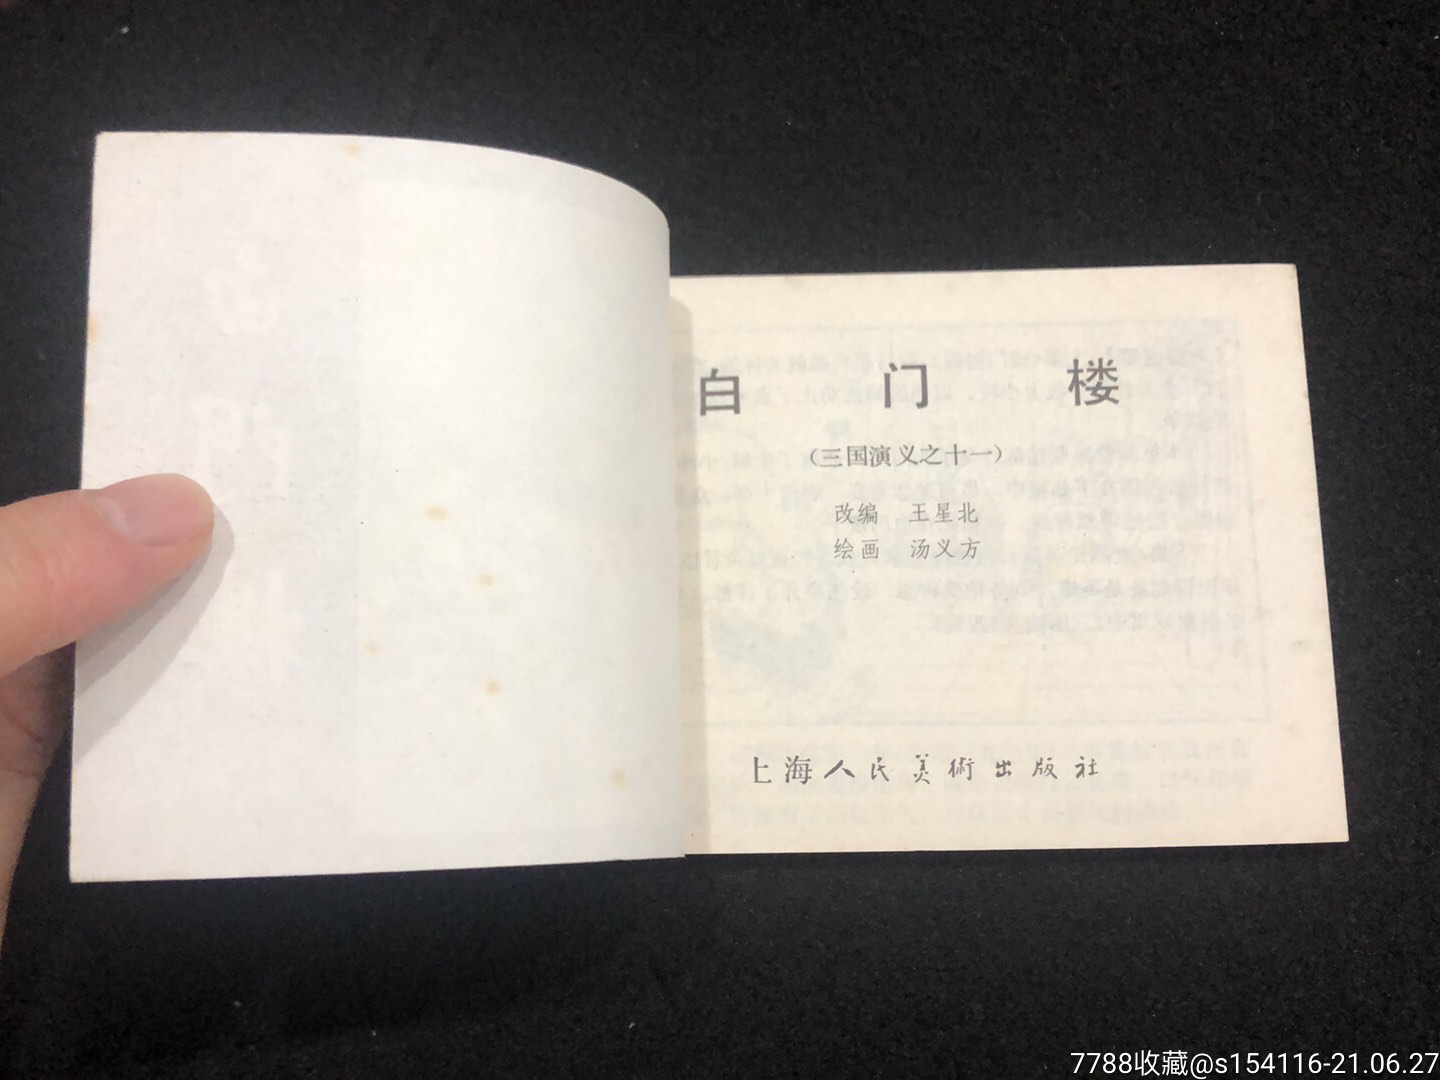 白门楼
(三国演义之十一)
改编 王星北
绘画 汤义方
上海人民美術出版社
7788收藏@s154116-21.06.27